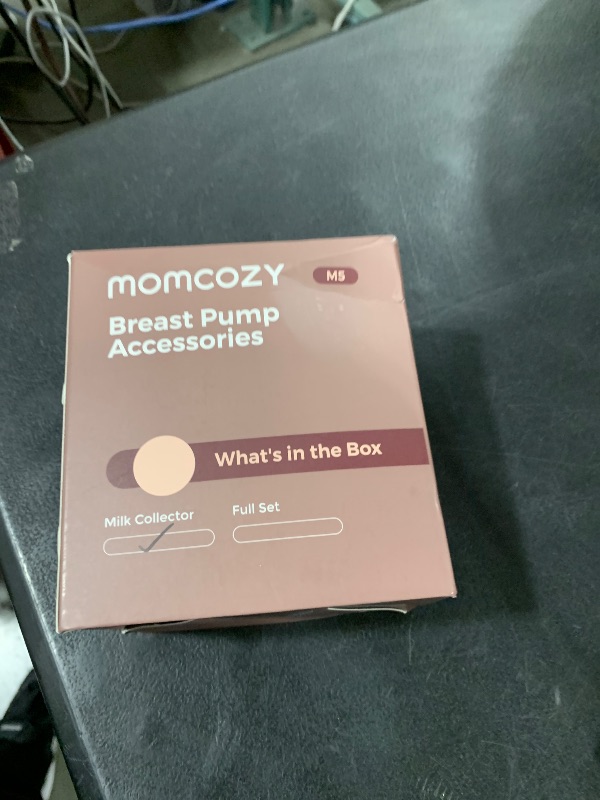 momcozy
M5
Breast Pump
Accessories
What's in the Box
Milk Collector
Full Set